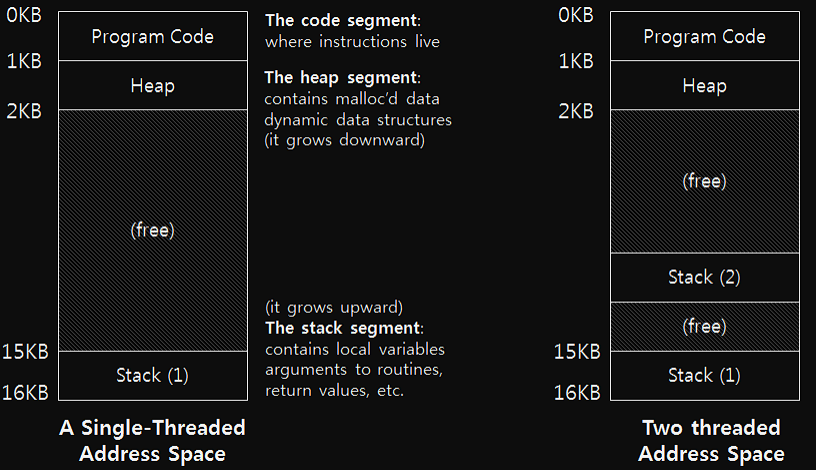 0KB
Program Code
1KB
Heap
2KB
(free)
15KB
Stack (1)
16KB
A Single-Threaded
Address Space
The code segment:
where instructions live
The heap segment:
contains malloc'd data
dynamic data structures
(it grows downward)
(it grows upward)
The stack segment:
contains local variables
arguments to routines,
return values, etc.
0KB
Program Code
1KB
Heap
2KB
(free)
Stack (2)
(free)
15KB
Stack (1)
16KB
Two threaded
Address Space